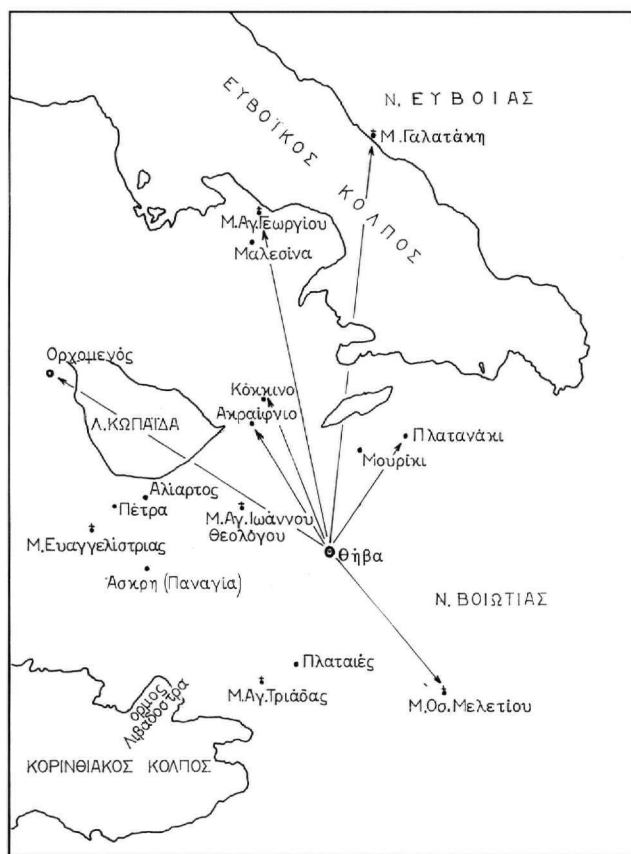 Ν. ΕΥΒΟΙΑΣ
ΕΥΒΟΪΚΟΣ ΚΟΛΠΟΣ
Μ.Γαλατάκη
Μ.Αγ.Γεωργίου
Μαλεσίνα
Ορχομενός
Λ.ΚΩΠΑΪΔΑ
Κόκκινο
Ακραίφνιο
Πλατανάκι
Μουρίκι
Αλίαρτος
Πέτρα
Μ.Ευαγγελίστριας
Μ.Αγ.Ιωάννου
Θεολόγου
Θήβα
Άσκρη (Παναγία)
Ν. ΒΟΙΩΤΙΑΣ
Πλαταιές
Μ.Αγ.Τριάδας
Μ.Οσ.Μελετίου
όρμος
Λιβαδόστρα
ΚΟΡΙΝΘΙΑΚΟΣ ΚΟΛΠΟΣ